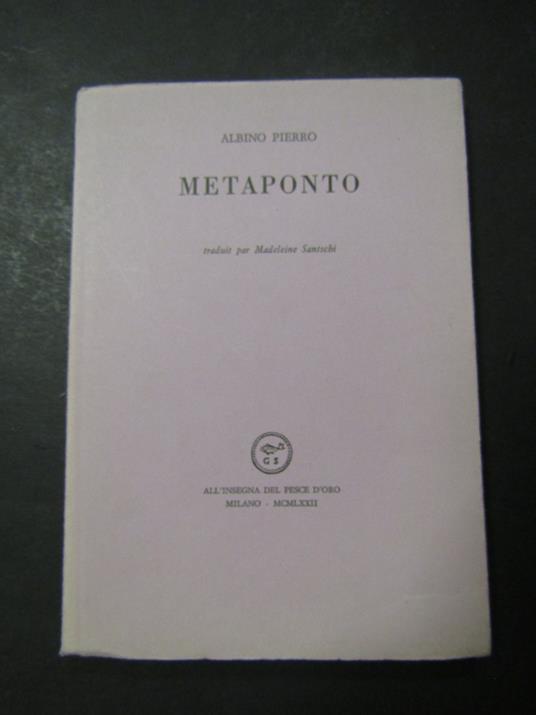 ALBINO PIERRO
METAPONTO
traduit par Madeleine Santschi
G S
ALL'INSEGNA DEL PESCE D'ORO
MILANO - MCMLXXII